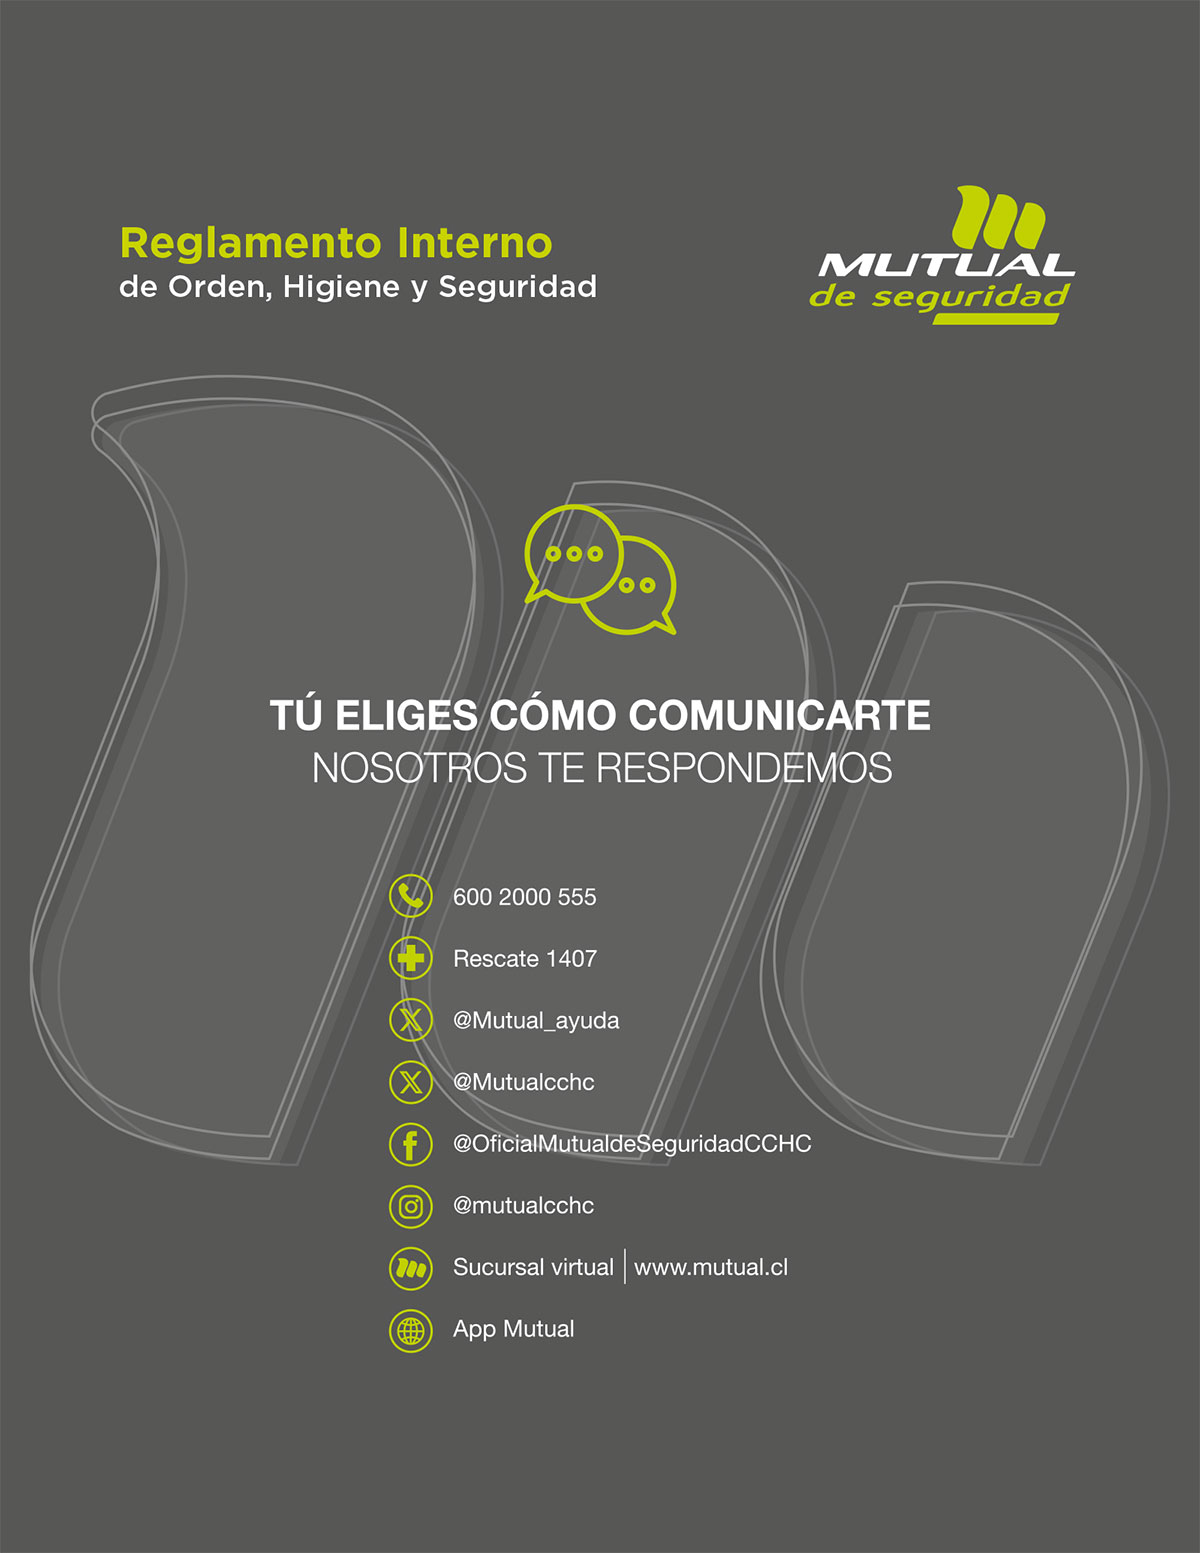 Reglamento Interno
de Orden, Higiene y Seguridad
MUTUAL
de seguridad
TÚ ELIGES CÓMO COMUNICARTE
NOSOTROS TE RESPONDEMOS
600 2000 555
Rescate 1407
@Mutual_ayuda
@Mutualcchc
@OficialMutualdeSeguridadCCHC
@mutualcchc
Sucursal virtual | www.mutual.cl
App Mutual